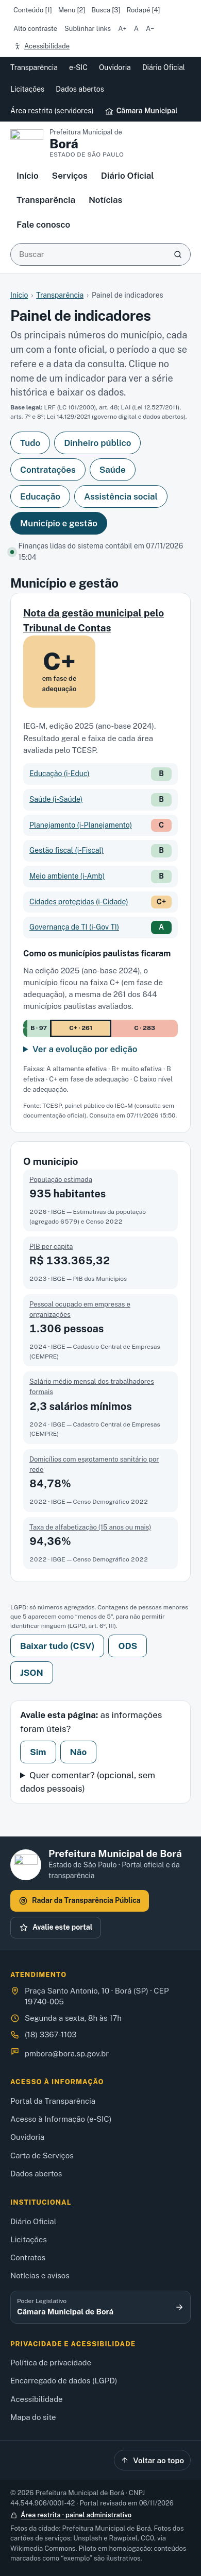 Conteúdo [1] Menu [2] Busca [3] Rodapé [4]
Alto contraste Sublinhar links A+ A A−
Acessibilidade
Transparência e-SIC Ouvidoria Diário Oficial
Licitações Dados abertos
Área restrita (servidores) Câmara Municipal
Prefeitura Municipal de
Borá
ESTADO DE SÃO PAULO
Início Serviços Diário Oficial
Transparência Notícias
Fale conosco
Buscar
Início › Transparência › Painel de indicadores
Painel de indicadores
Os principais números do município, cada
um com a fonte oficial, o período a que se
refere e a data da consulta. Clique no
nome de um indicador para ver a série
histórica e baixar os dados.
Base legal: LRF (LC 101/2000), art. 48; LAI (Lei 12.527/2011),
arts. 7º e 8º; Lei 14.129/2021 (governo digital e dados abertos).
Tudo Dinheiro público
Contratações Saúde
Educação Assistência social
Município e gestão
Finanças lidas do sistema contábil em 07/11/2026
15:04
Município e gestão
Nota da gestão municipal pelo
Tribunal de Contas
C+
em fase de
adequação
IEG-M, edição 2025 (ano-base 2024).
Resultado geral e faixa de cada área
avaliada pelo TCESP.
Educação (i-Educ) B
Saúde (i-Saúde) B
Planejamento (i-Planejamento) C
Gestão fiscal (i-Fiscal) B
Meio ambiente (i-Amb) B
Cidades protegidas (i-Cidade) C+
Governança de TI (i-Gov TI) A
Como os municípios paulistas ficaram
Na edição 2025 (ano-base 2024), o
município ficou na faixa C+ (em fase de
adequação), a mesma de 261 dos 644
municípios paulistas avaliados.
B · 97 C+ · 261 C · 283
Ver a evolução por edição
Faixas: A altamente efetiva · B+ muito efetiva · B
efetiva · C+ em fase de adequação · C baixo nível
de adequação.
Fonte: TCESP, painel público do IEG-M (consulta sem
documentação oficial). Consulta em 07/11/2026 15:50.
O município
População estimada
935 habitantes
2026 · IBGE — Estimativas da população
(agregado 6579) e Censo 2022
PIB per capita
R$ 133.365,32
2023 · IBGE — PIB dos Municípios
Pessoal ocupado em empresas e
organizações
1.306 pessoas
2024 · IBGE — Cadastro Central de Empresas
(CEMPRE)
Salário médio mensal dos trabalhadores
formais
2,3 salários mínimos
2024 · IBGE — Cadastro Central de Empresas
(CEMPRE)
Domicílios com esgotamento sanitário por
rede
84,78%
2022 · IBGE — Censo Demográfico 2022
Taxa de alfabetização (15 anos ou mais)
94,36%
2022 · IBGE — Censo Demográfico 2022
LGPD: só números agregados. Contagens de pessoas menores
que 5 aparecem como "menos de 5", para não permitir
identificar ninguém (LGPD, art. 6º, III).
Baixar tudo (CSV) ODS
JSON
Avalie esta página: as informações
foram úteis?
Sim Não
Quer comentar? (opcional, sem
dados pessoais)
Prefeitura Municipal de Borá
Estado de São Paulo · Portal oficial e da
transparência
Radar da Transparência Pública
Avalie este portal
ATENDIMENTO
Praça Santo Antonio, 10 · Borá (SP) · CEP
19740-005
Segunda a sexta, 8h às 17h
(18) 3367-1103
pmbora@bora.sp.gov.br
ACESSO À INFORMAÇÃO
Portal da Transparência
Acesso à Informação (e-SIC)
Ouvidoria
Carta de Serviços
Dados abertos
INSTITUCIONAL
Diário Oficial
Licitações
Contratos
Notícias e avisos
Poder Legislativo
Câmara Municipal de Borá
PRIVACIDADE E ACESSIBILIDADE
Política de privacidade
Encarregado de dados (LGPD)
Acessibilidade
Mapa do site
Voltar ao topo
© 2026 Prefeitura Municipal de Borá · CNPJ
44.544.906/0001-42 · Portal revisado em 06/11/2026
Área restrita · painel administrativo
Fotos da cidade: Prefeitura Municipal de Borá. Fotos dos
cartões de serviços: Unsplash e Rawpixel, CC0, via
Wikimedia Commons. Piloto em homologação: conteúdos
marcados como "exemplo" são ilustrativos.